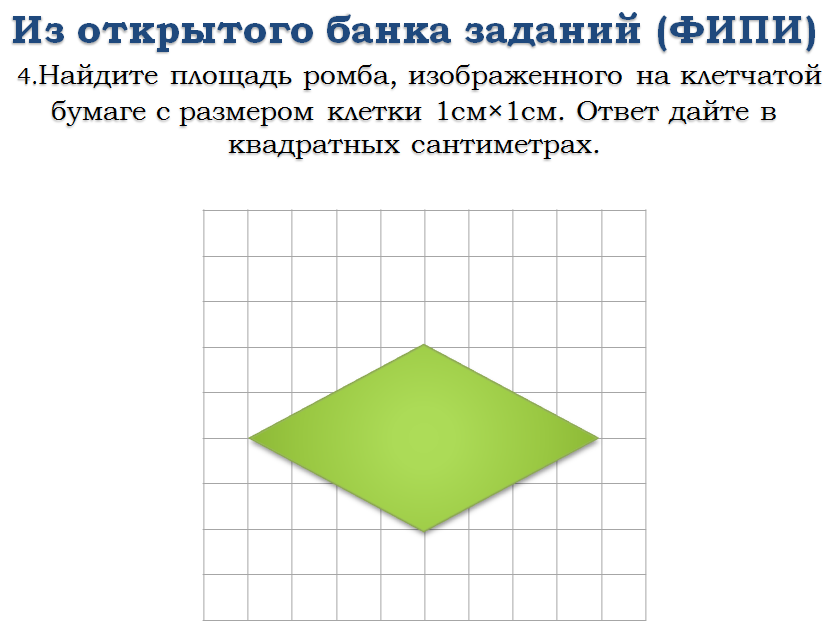 Из открытого банка заданий (ФИПИ)
4.Найдите площадь ромба, изображенного на клетчатой
бумаге с размером клетки 1см×1см. Ответ дайте в
квадратных сантиметрах.